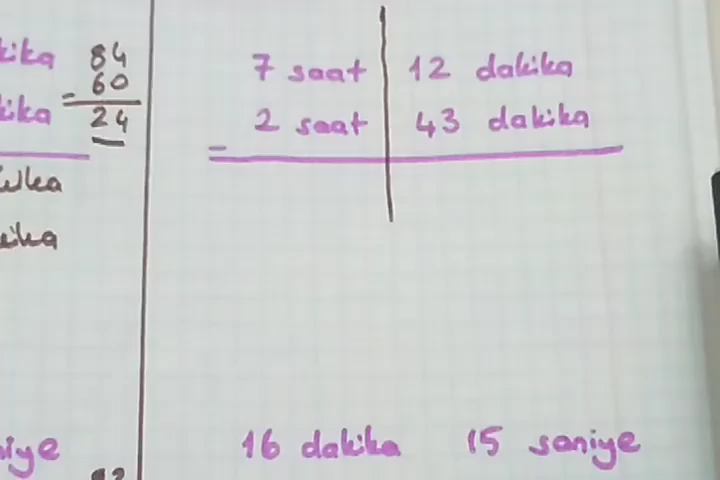 84
- 60
24
7 saat 12 dakika
- 2 saat 43 dakika
16 dakika 15 saniye